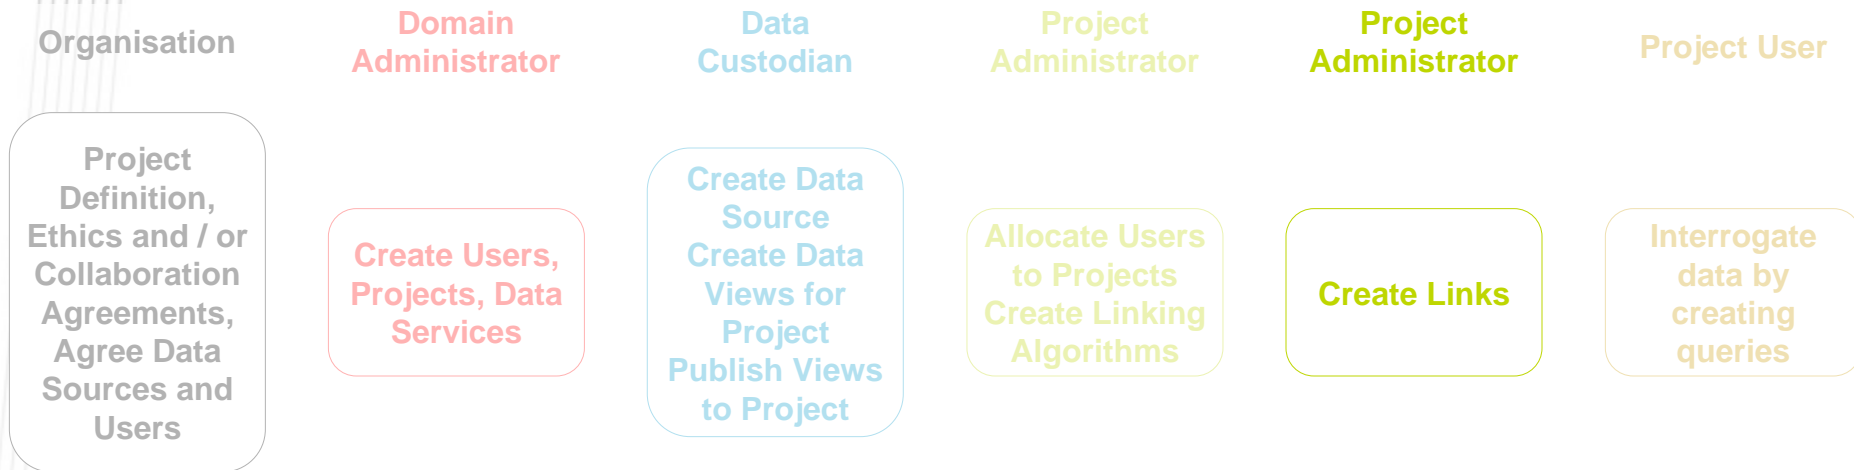 Organisation
Domain
Administrator
Data
Custodian
Project
Administrator
Project
Administrator
Project User
Project
Definition,
Ethics and / or
Collaboration
Agreements,
Agree Data
Sources and
Users
Create Users,
Projects, Data
Services
Create Data
Source
Create Data
Views for
Project
Publish Views
to Project
Allocate Users
to Projects
Create Linking
Algorithms
Create Links
Interrogate
data by
creating
queries